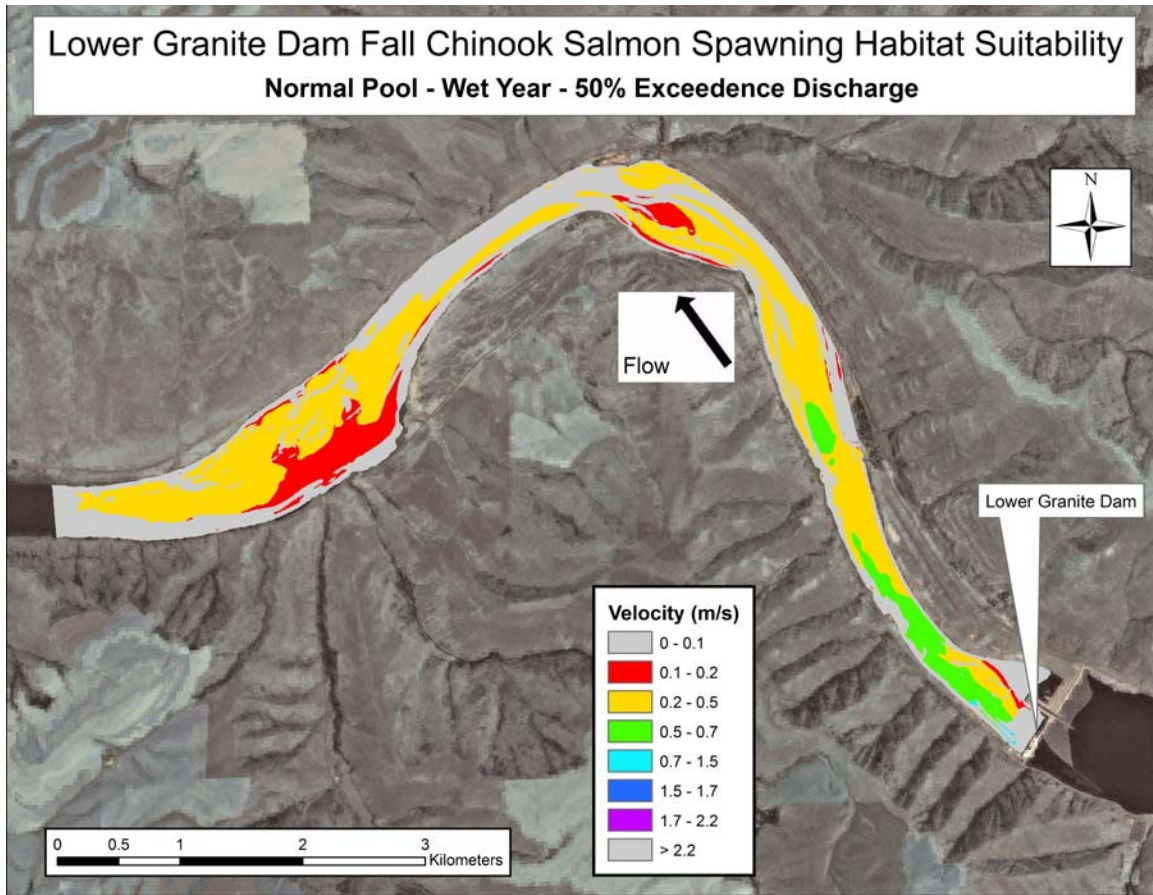 Lower Granite Dam Fall Chinook Salmon Spawning Habitat Suitability
Normal Pool - Wet Year - 50% Exceedence Discharge
N
Flow
Lower Granite Dam
Velocity (m/s)
0 - 0.1
0.1 - 0.2
0.2 - 0.5
0.5 - 0.7
0.7 - 1.5
1.5 - 1.7
1.7 - 2.2
> 2.2
0 0.5 1 2 3
Kilometers